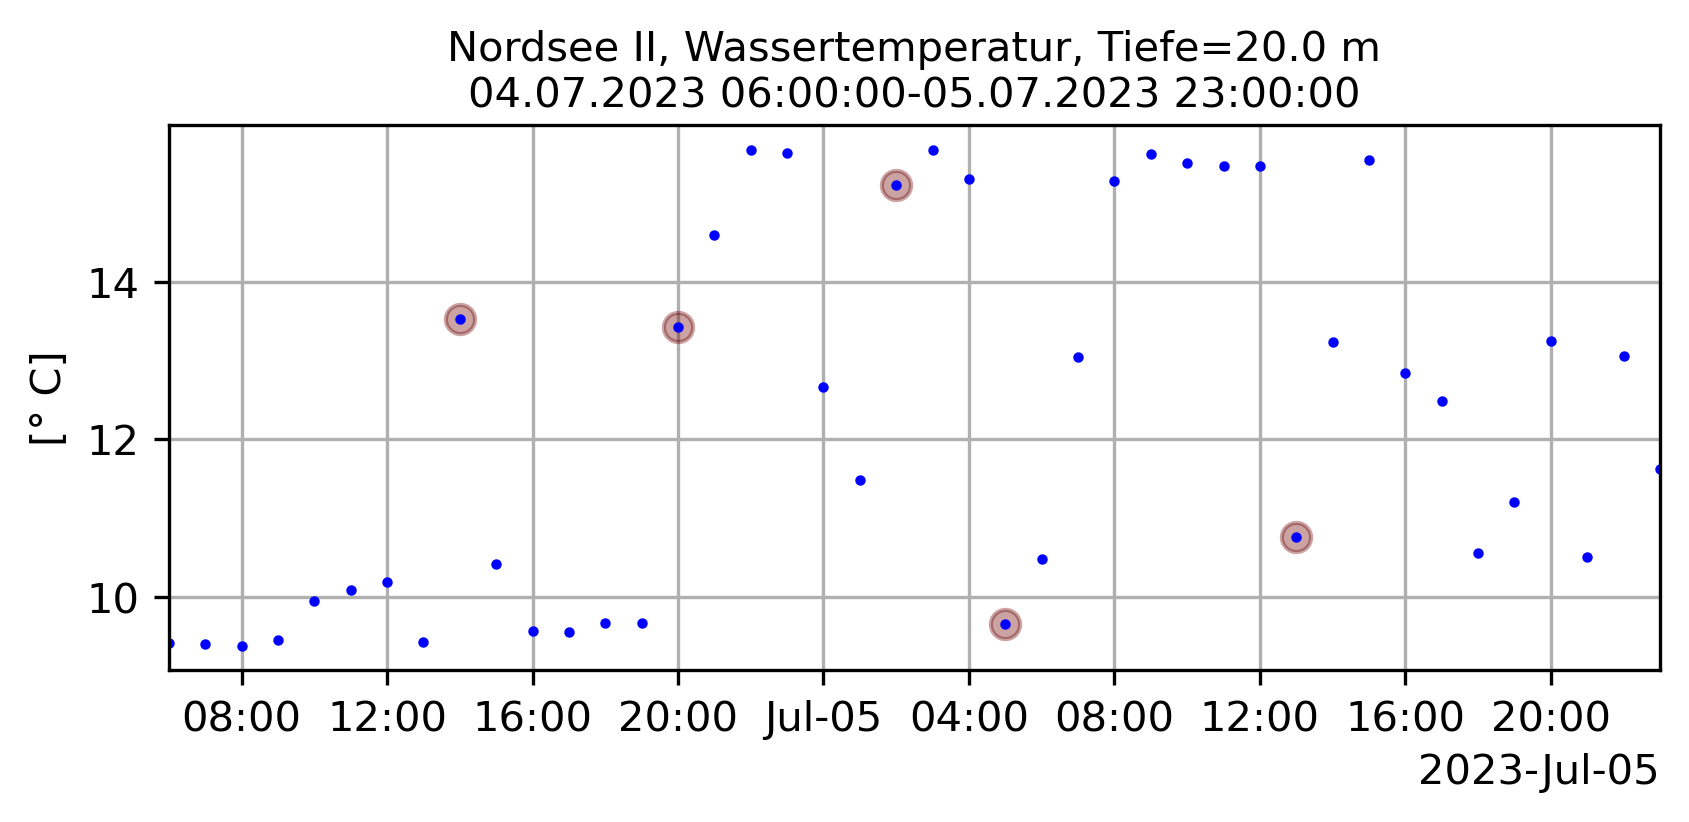 Nordsee II, Wassertemperatur, Tiefe=20.0 m
04.07.2023 06:00:00-05.07.2023 23:00:00
[° C]
14
12
10
08:00 12:00 16:00 20:00 Jul-05 04:00 08:00 12:00 16:00 20:00
2023-Jul-05